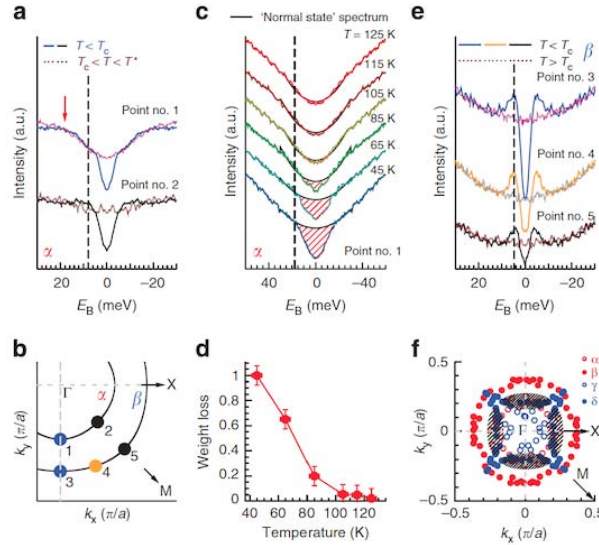 a
T < Tc
Tc < T < T*
Point no. 1
Point no. 2
α
Intensity (a.u.)
20 0 −20
EB (meV)
c
'Normal state' spectrum
T = 125 K
115 K
105 K
85 K
65 K
45 K
Point no. 1
α
Intensity (a.u.)
40 0 −40
EB (meV)
e
T < Tc
β
T > Tc
Point no. 3
Point no. 4
Point no. 5
Intensity (a.u.)
20 0 −20
EB (meV)
b
Γ
X
α
β
1
2
3
4
5
M
ky (π/a)
kx (π/a)
d
Weight loss
1
0.8
0.6
0.4
0.2
0
40 60 80 100 120
Temperature (K)
f
α
β
γ
δ
Γ
X
M
ky (π/a)
0.5
0.0
−0.5
−0.5 0.0 0.5
kx (π/a)